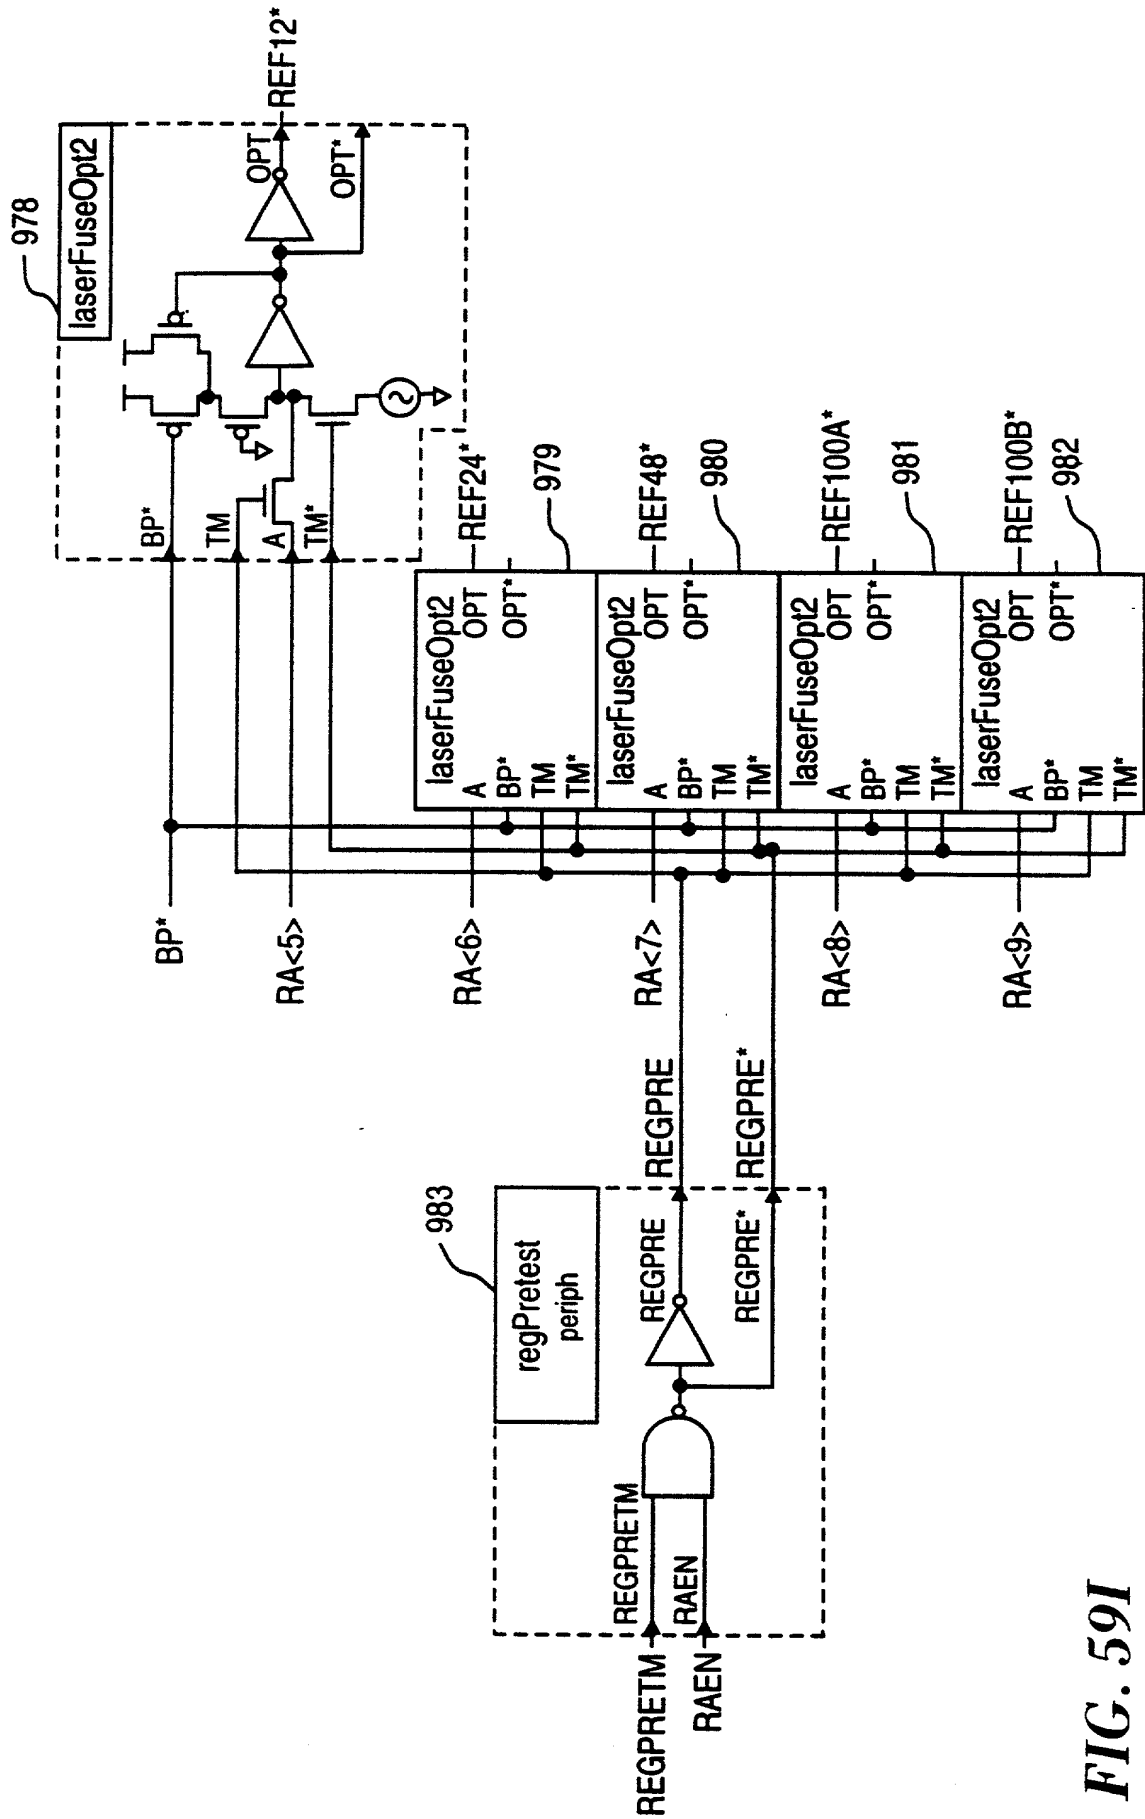 978
laserFuseOpt2
BP*
TM
A
TM*
OPT
OPT*
REF12*
BP*
RA<5>
RA<6>
RA<7>
RA<8>
RA<9>
laserFuseOpt2
A
BP*
TM
TM*
OPT
OPT*
REF24*
979
laserFuseOpt2
A
BP*
TM
TM*
OPT
OPT*
REF48*
980
laserFuseOpt2
A
BP*
TM
TM*
OPT
OPT*
REF100A*
981
laserFuseOpt2
A
BP*
TM
TM*
OPT
OPT*
REF100B*
982
983
regPretest
periph
REGPRETM
RAEN
REGPRETM
RAEN
REGPRE
REGPRE*
REGPRE
REGPRE*
FIG. 59I